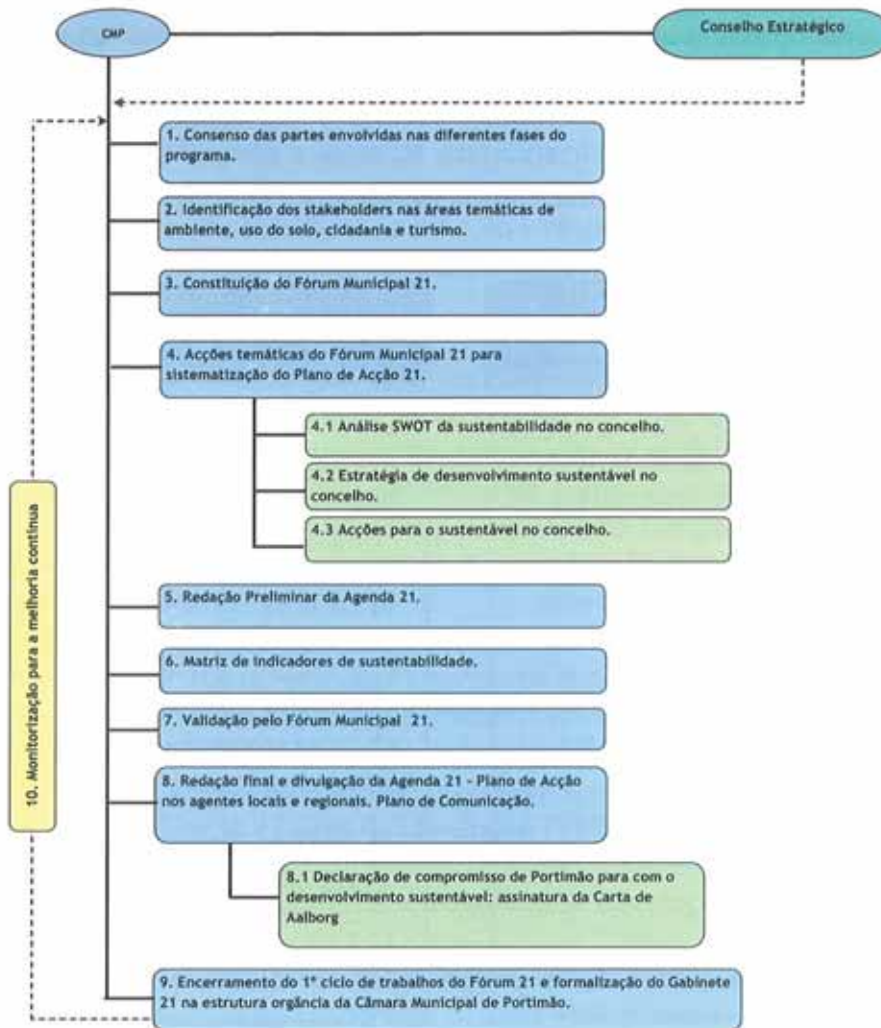 CMP
Conselho Estratégico
1. Consenso das partes envolvidas nas diferentes fases do
programa.
2. Identificação dos stakeholders nas áreas temáticas de
ambiente, uso do solo, cidadania e turismo.
3. Constituição do Fórum Municipal 21.
4. Acções temáticas do Fórum Municipal 21 para
sistematização do Plano de Acção 21.
4.1 Análise SWOT da sustentabilidade no concelho.
4.2 Estratégia de desenvolvimento sustentável no
concelho.
4.3 Acções para o sustentável no concelho.
10. Monitorização para a melhoria contínua
5. Redação Preliminar da Agenda 21.
6. Matriz de indicadores de sustentabilidade.
7. Validação pelo Fórum Municipal 21.
8. Redação final e divulgação da Agenda 21 - Plano de Acção
nos agentes locais e regionais. Plano de Comunicação.
8.1 Declaração de compromisso de Portimão para com o
desenvolvimento sustentável: assinatura da Carta de
Aalborg
9. Encerramento do 1º ciclo de trabalhos do Fórum 21 e formalização do Gabinete
21 na estrutura orgância da Câmara Municipal de Portimão.